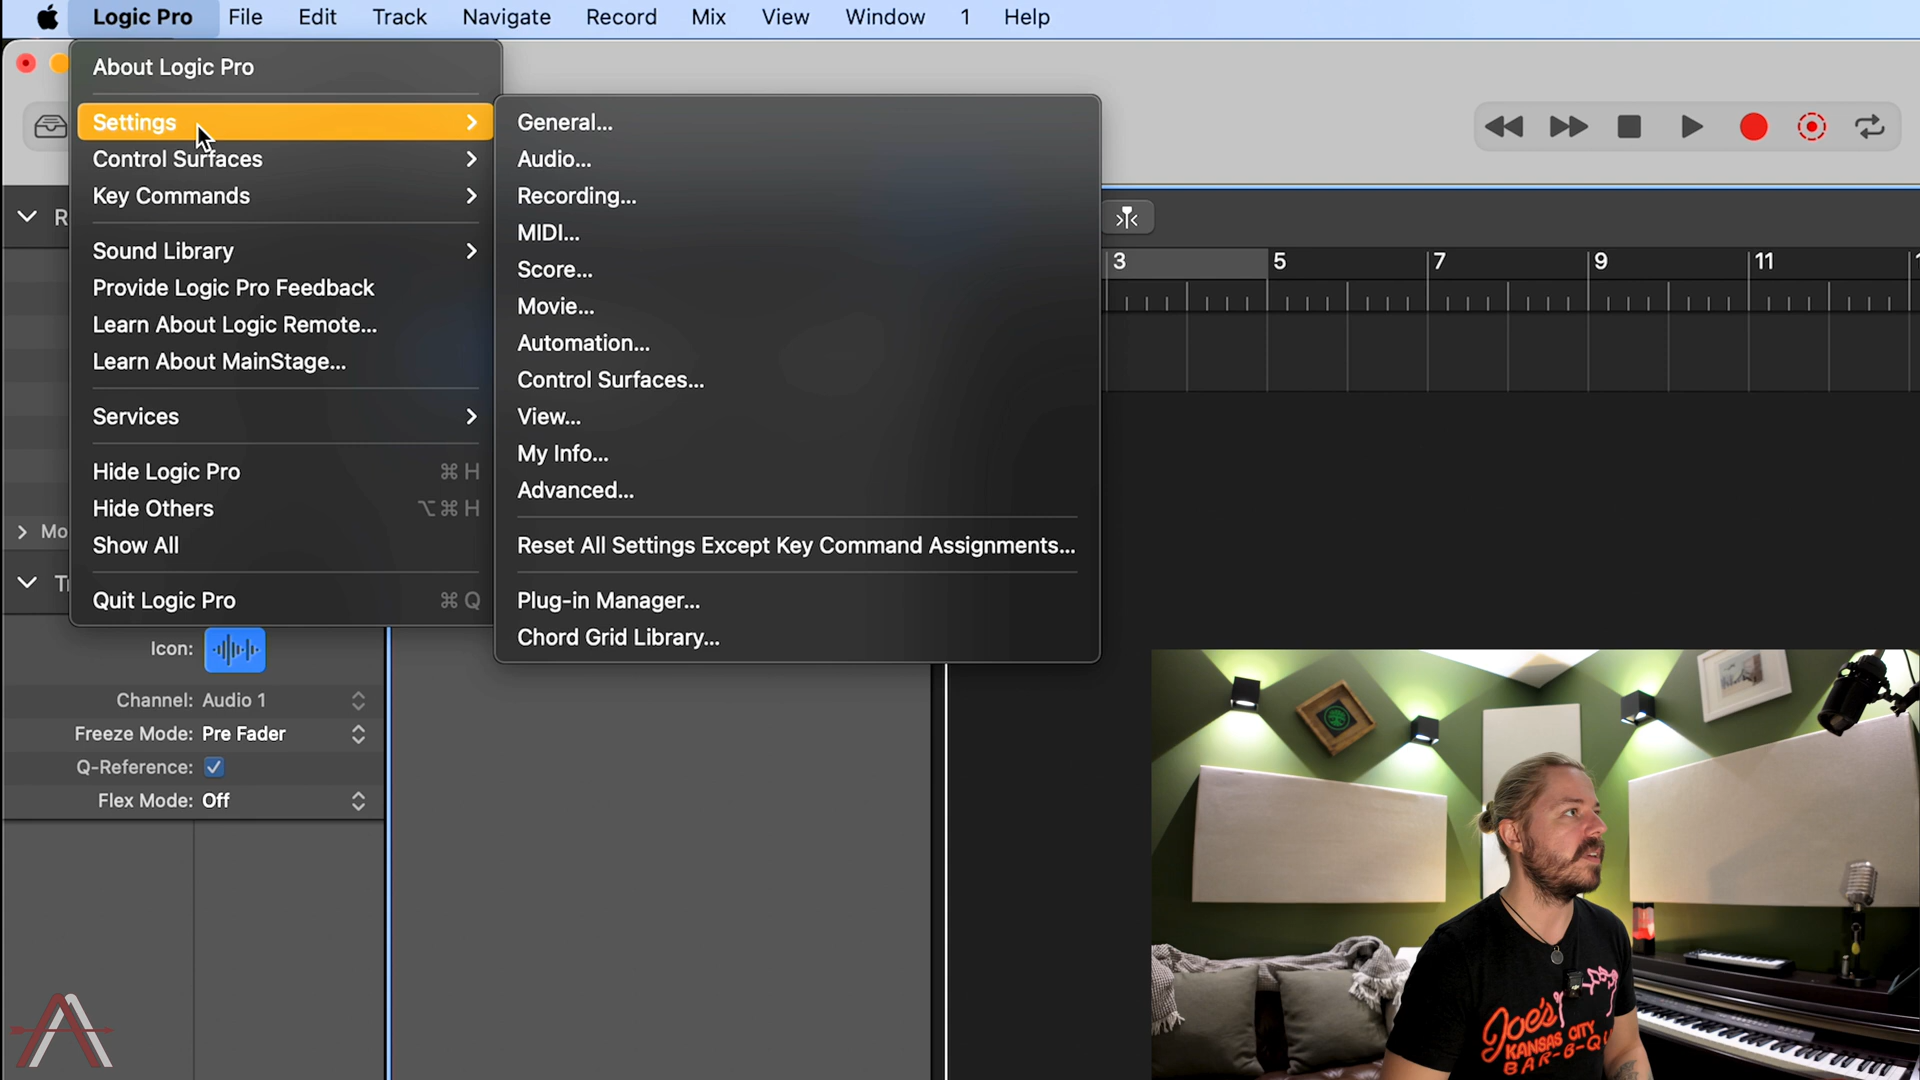 Logic Pro File Edit Track Navigate Record Mix View Window 1 Help
About Logic Pro
Settings
Control Surfaces
Key Commands
Sound Library
Provide Logic Pro Feedback
Learn About Logic Remote...
Learn About MainStage...
Services
Hide Logic Pro ⌘ H
Hide Others ⌥ ⌘ H
Show All
Quit Logic Pro ⌘ Q
General...
Audio...
Recording...
MIDI...
Score...
Movie...
Automation...
Control Surfaces...
View...
My Info...
Advanced...
Reset All Settings Except Key Command Assignments...
Plug-in Manager...
Chord Grid Library...
3 5 7 9 11
R
Mo
Icon:
Channel: Audio 1
Freeze Mode: Pre Fader
Q-Reference:
Flex Mode: Off
Joe's
KANSAS CITY
BAR-B-Q